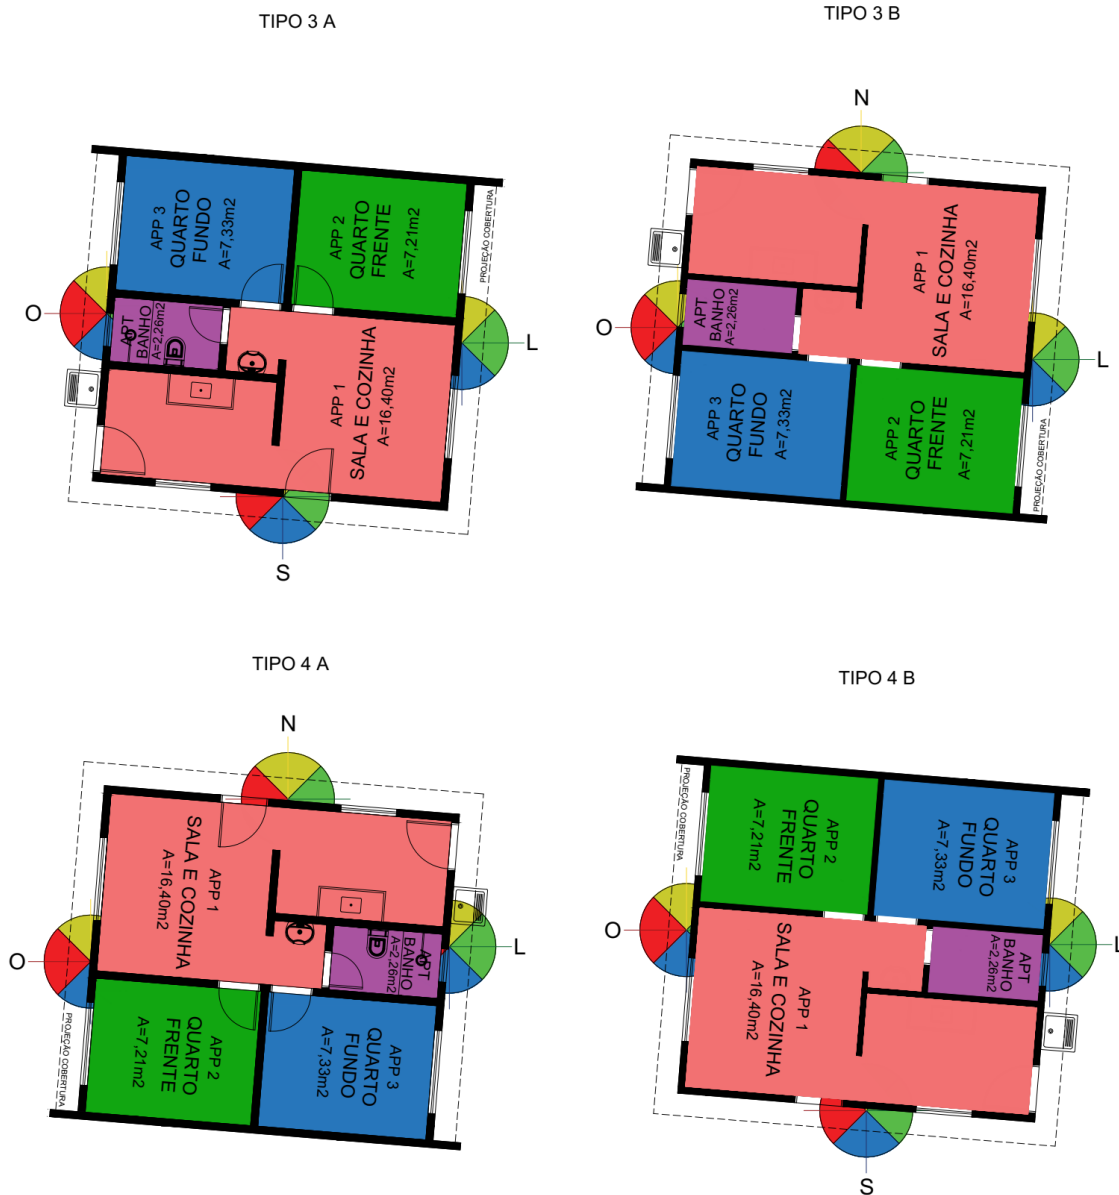 TIPO 3 A
APP 3
QUARTO
FUNDO
A=7,33m2
APP 2
QUARTO
FRENTE
A=7,21m2
PROJEÇÃO COBERTURA
O
L
APT
BANHO
A=2,26m2
APP 1
SALA E COZINHA
A=16,40m2
S
TIPO 3 B
N
APP 1
SALA E COZINHA
A=16,40m2
O
L
APT
BANHO
A=2,26m2
APP 3
QUARTO
FUNDO
A=7,33m2
APP 2
QUARTO
FRENTE
A=7,21m2
PROJEÇÃO COBERTURA
TIPO 4 A
N
APP 1
SALA E COZINHA
A=16,40m2
O
L
APT
BANHO
A=2,26m2
APP 2
QUARTO
FRENTE
A=7,21m2
APP 3
QUARTO
FUNDO
A=7,33m2
PROJEÇÃO COBERTURA
TIPO 4 B
PROJEÇÃO COBERTURA
APP 2
QUARTO
FRENTE
A=7,21m2
APP 3
QUARTO
FUNDO
A=7,33m2
O
L
APT
BANHO
A=2,26m2
APP 1
SALA E COZINHA
A=16,40m2
S